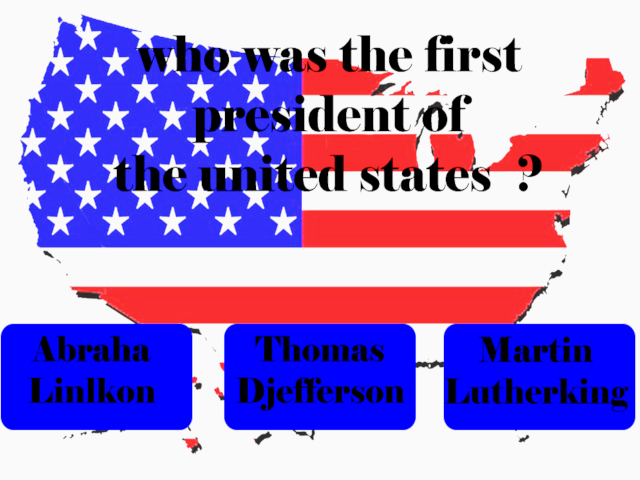 who was the first
president of
the united states ?
Abraha
Linlkon
Thomas
Djefferson
Martin
Lutherking